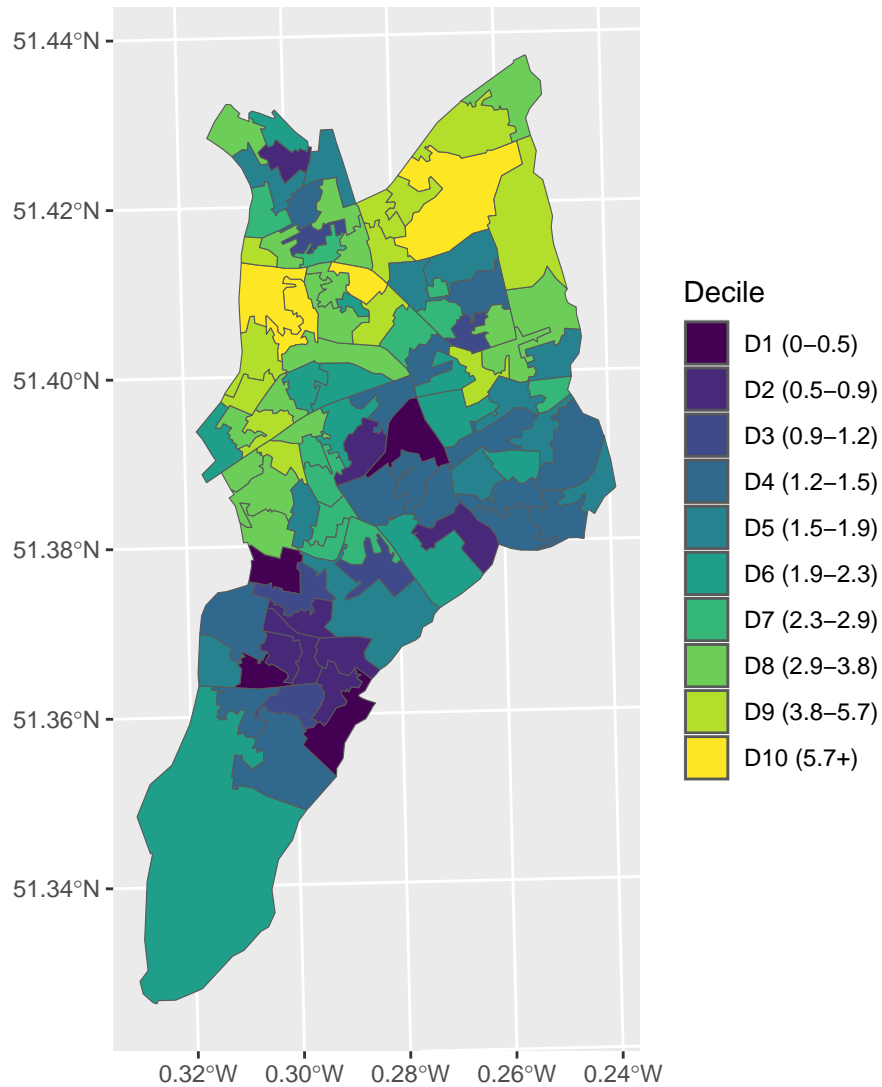 51.44°N
51.42°N
51.40°N
51.38°N
51.36°N
51.34°N
0.32°W 0.30°W 0.28°W 0.26°W 0.24°W
Decile
D1 (0−0.5)
D2 (0.5−0.9)
D3 (0.9−1.2)
D4 (1.2−1.5)
D5 (1.5−1.9)
D6 (1.9−2.3)
D7 (2.3−2.9)
D8 (2.9−3.8)
D9 (3.8−5.7)
D10 (5.7+)